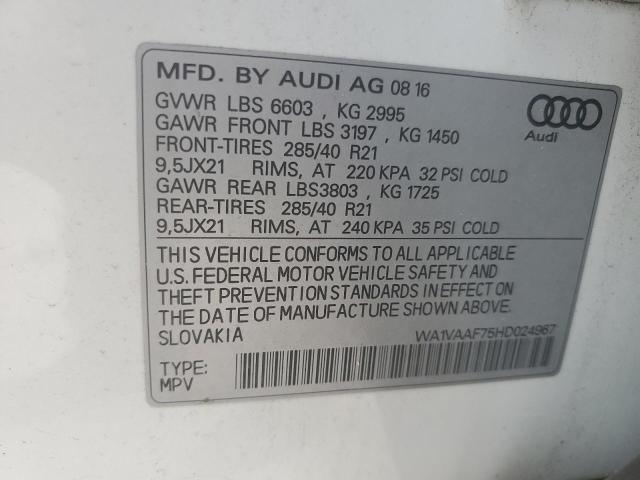 MFD. BY AUDI AG 08 16
GVWR LBS 6603 , KG 2995
GAWR FRONT LBS 3197 , KG 1450
FRONT-TIRES 285/40 R21
9,5JX21 RIMS, AT 220 KPA 32 PSI COLD
GAWR REAR LBS3803 , KG 1725
REAR-TIRES 285/40 R21
9,5JX21 RIMS, AT 240 KPA 35 PSI COLD
Audi
THIS VEHICLE CONFORMS TO ALL APPLICABLE
U.S. FEDERAL MOTOR VEHICLE SAFETY AND
THEFT PREVENTION STANDARDS IN EFFECT ON
THE DATE OF MANUFACTURE SHOWN ABOVE.
SLOVAKIA
WA1VAAF75HD024967
TYPE:
MPV